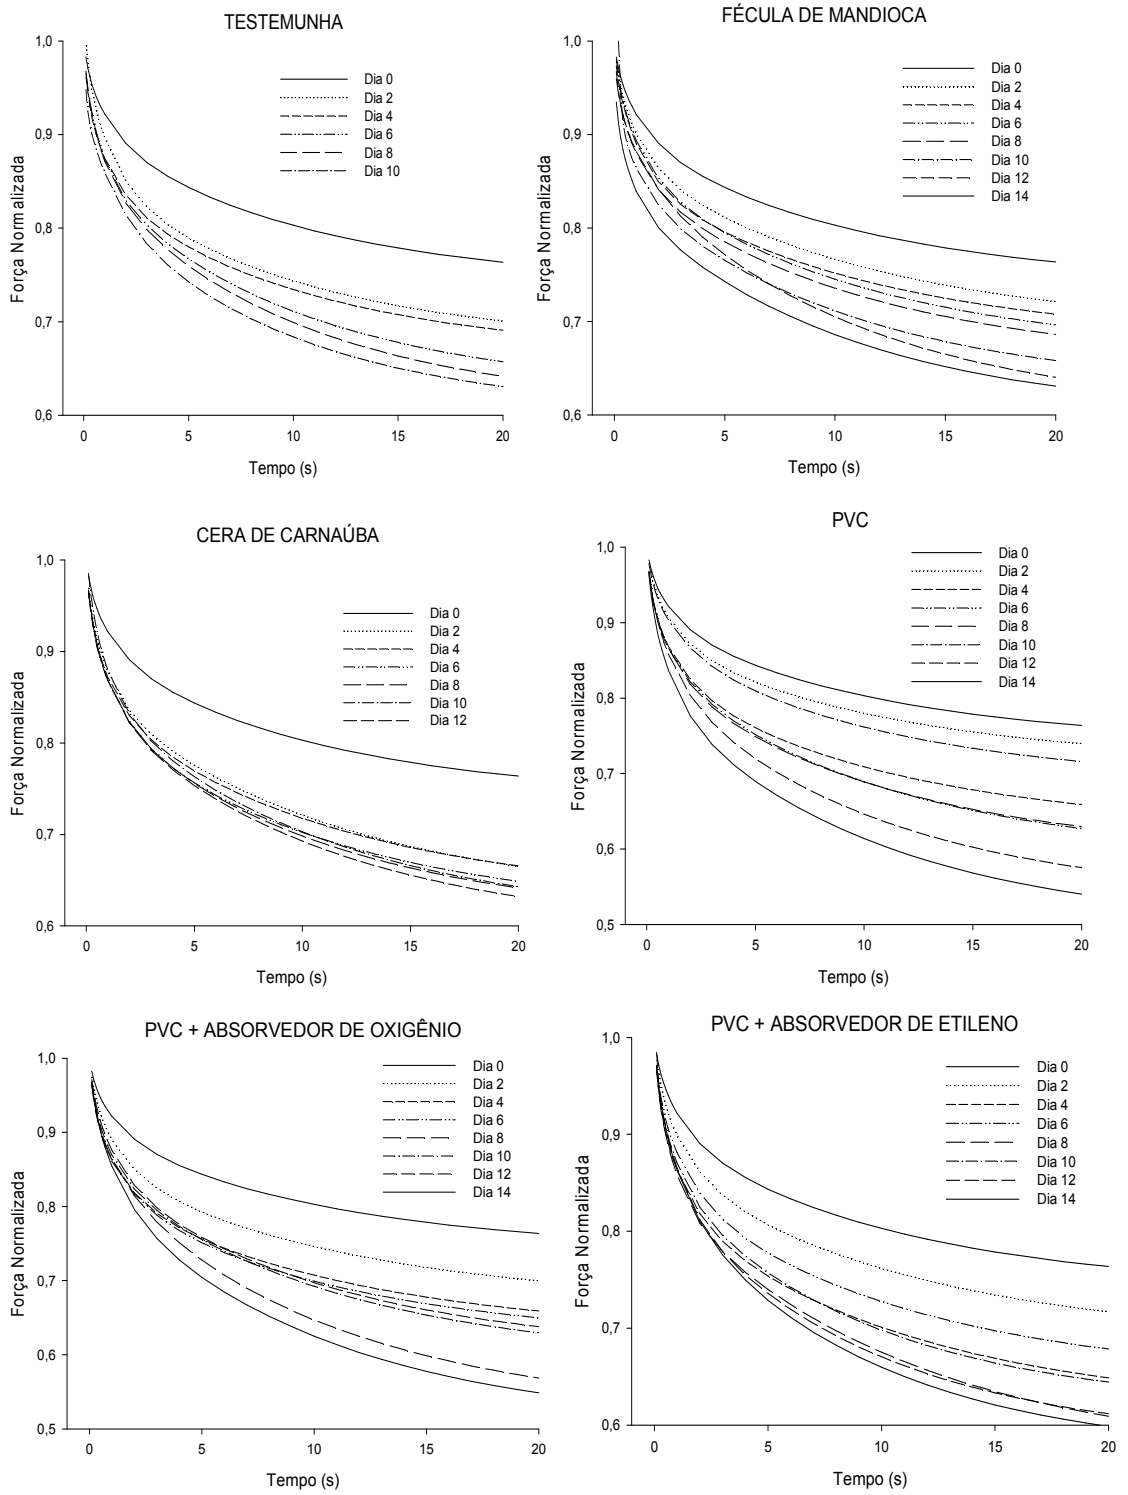 TESTEMUNHA
1,0
0,9
0,8
0,7
0,6
Força Normalizada
Dia 0
Dia 2
Dia 4
Dia 6
Dia 8
Dia 10
0
5
10
15
20
Tempo (s)
FÉCULA DE MANDIOCA
1,0
0,9
0,8
0,7
0,6
Força Normalizada
Dia 0
Dia 2
Dia 4
Dia 6
Dia 8
Dia 10
Dia 12
Dia 14
0
5
10
15
20
Tempo (s)
CERA DE CARNAÚBA
1,0
0,9
0,8
0,7
0,6
Força Normalizada
Dia 0
Dia 2
Dia 4
Dia 6
Dia 8
Dia 10
Dia 12
0
5
10
15
20
Tempo (s)
PVC
1,0
0,9
0,8
0,7
0,6
0,5
Força Normalizada
Dia 0
Dia 2
Dia 4
Dia 6
Dia 8
Dia 10
Dia 12
Dia 14
0
5
10
15
20
Tempo (s)
PVC + ABSORVEDOR DE OXIGÊNIO
1,0
0,9
0,8
0,7
0,6
0,5
Força Normalizada
Dia 0
Dia 2
Dia 4
Dia 6
Dia 8
Dia 10
Dia 12
Dia 14
0
5
10
15
20
Tempo (s)
PVC + ABSORVEDOR DE ETILENO
1,0
0,9
0,8
0,7
0,6
Força Normalizada
Dia 0
Dia 2
Dia 4
Dia 6
Dia 8
Dia 10
Dia 12
Dia 14
0
5
10
15
20
Tempo (s)